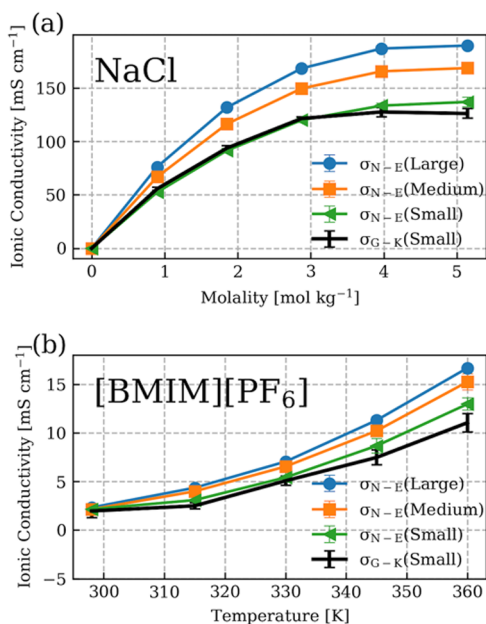 (a)
NaCl
Ionic Conductivity [mS cm⁻¹]
150
100
50
0
σN−E(Large)
σN−E(Medium)
σN−E(Small)
σG−K(Small)
0 1 2 3 4 5
Molality [mol kg⁻¹]
(b)
[BMIM][PF₆]
Ionic Conductivity [mS cm⁻¹]
15
10
5
0
−5
σN−E(Large)
σN−E(Medium)
σN−E(Small)
σG−K(Small)
300 310 320 330 340 350 360
Temperature [K]